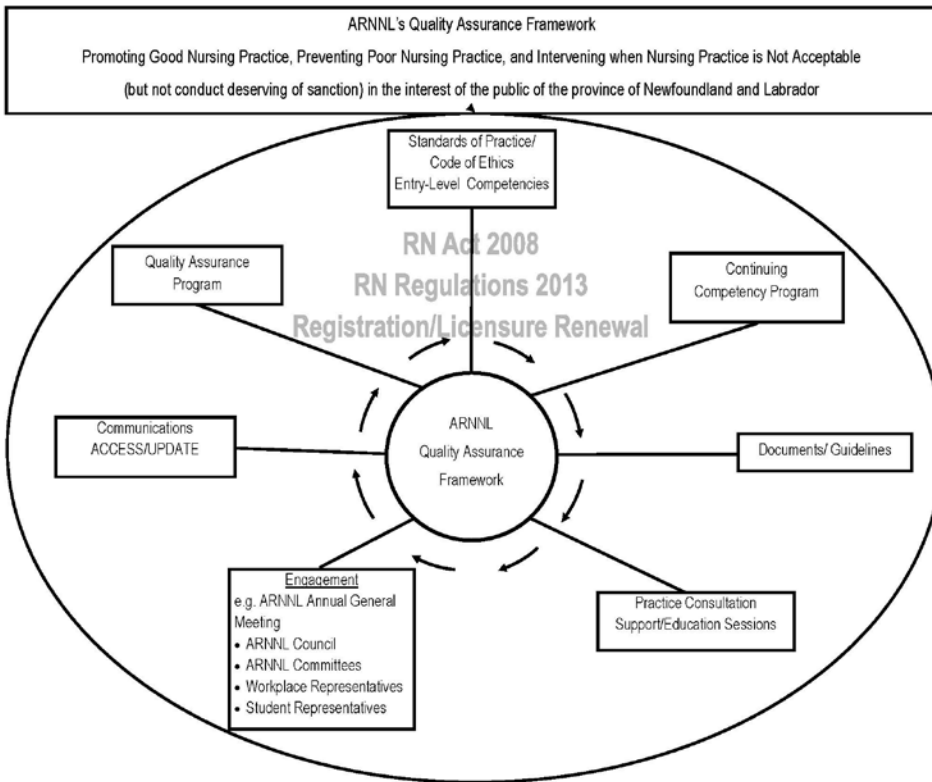 ARNNL's Quality Assurance Framework
Promoting Good Nursing Practice, Preventing Poor Nursing Practice, and Intervening when Nursing Practice is Not Acceptable
(but not conduct deserving of sanction) in the interest of the public of the province of Newfoundland and Labrador
Standards of Practice/
Code of Ethics
Entry-Level Competencies
RN Act 2008
RN Regulations 2013
Registration/Licensure Renewal
Quality Assurance
Program
Continuing
Competency Program
ARNNL
Quality Assurance
Framework
Communications
ACCESS/UPDATE
Documents/ Guidelines
Engagement
e.g. ARNNL Annual General
Meeting
• ARNNL Council
• ARNNL Committees
• Workplace Representatives
• Student Representatives
Practice Consultation
Support/Education Sessions